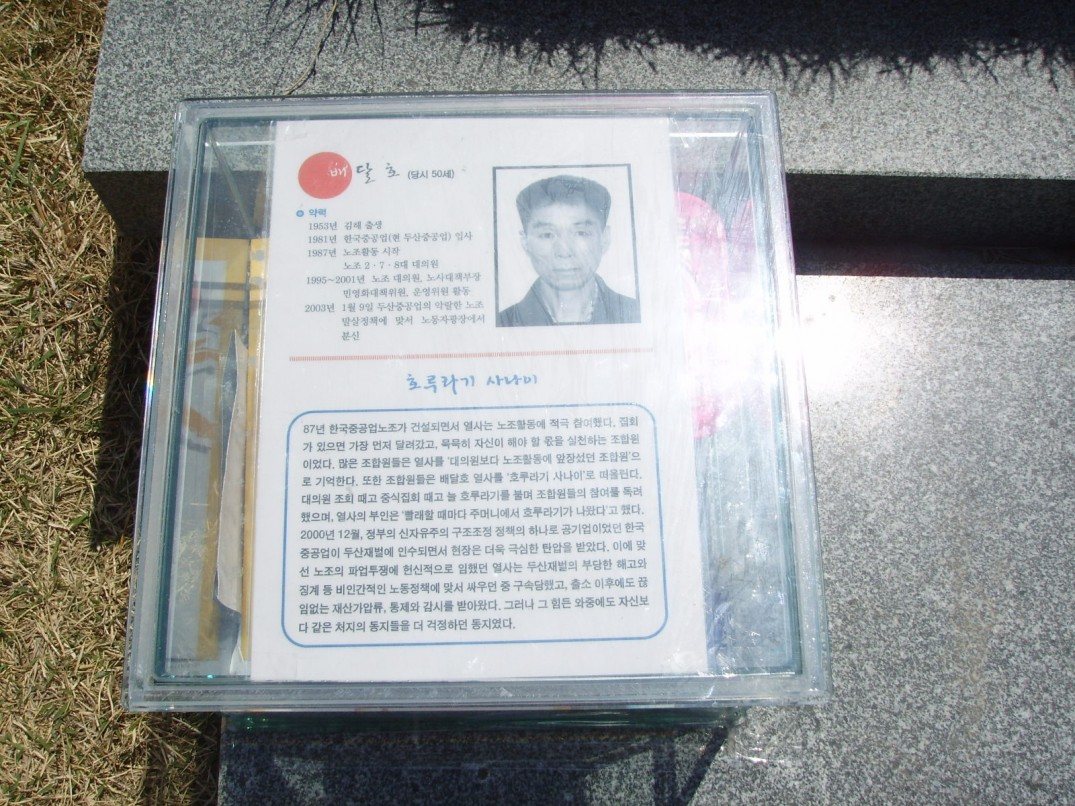 배달호 (당시 50세)
약력
1953년 김해 출생
1981년 한국중공업(현 두산중공업) 입사
1987년 노조활동 시작
노조 2·7·8대 대의원
1995~2001년 노조 대의원, 노사대책부장
민영화대책위원, 운영위원 활동
2003년 1월 9일 두산중공업의 악랄한 노조
말살정책에 맞서 노동자광장에서
분신
호루라기 사나이
87년 한국중공업노조가 건설되면서 열사는 노조활동에 적극 참여했다. 집회
가 있으면 가장 먼저 달려갔고, 묵묵히 자신이 해야 할 몫을 실천하는 조합원
이었다. 많은 조합원들은 열사를 '대의원보다 노조활동에 앞장섰던 조합원'으
로 기억한다. 또한 조합원들은 배달호 열사를 '호루라기 사나이'로 떠올린다.
대의원 조회 때고 중식집회 때고 늘 호루라기를 불며 조합원들의 참여를 독려
했으며, 열사의 부인은 '빨래할 때마다 주머니에서 호루라기가 나왔다'고 했다.
2000년 12월, 정부의 신자유주의 구조조정 정책의 하나로 공기업이었던 한국
중공업이 두산재벌에 인수되면서 현장은 더욱 극심한 탄압을 받았다. 이에 맞
선 노조의 파업투쟁에 헌신적으로 임했던 열사는 두산재벌의 부당한 해고와
징계 등 비인간적인 노동정책에 맞서 싸우던 중 구속당했고, 출소 이후에도 끊
임없는 재산가압류, 통제와 감시를 받아왔다. 그러나 그 힘든 와중에도 자신보
다 같은 처지의 동지들을 더 걱정하던 동지였다.